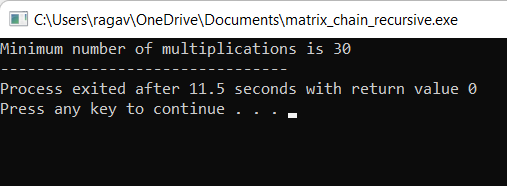 C:\Users\ragav\OneDrive\Documents\matrix_chain_recursive.exe
Minimum number of multiplications is 30
--------------------------------
Process exited after 11.5 seconds with return value 0
Press any key to continue . . .